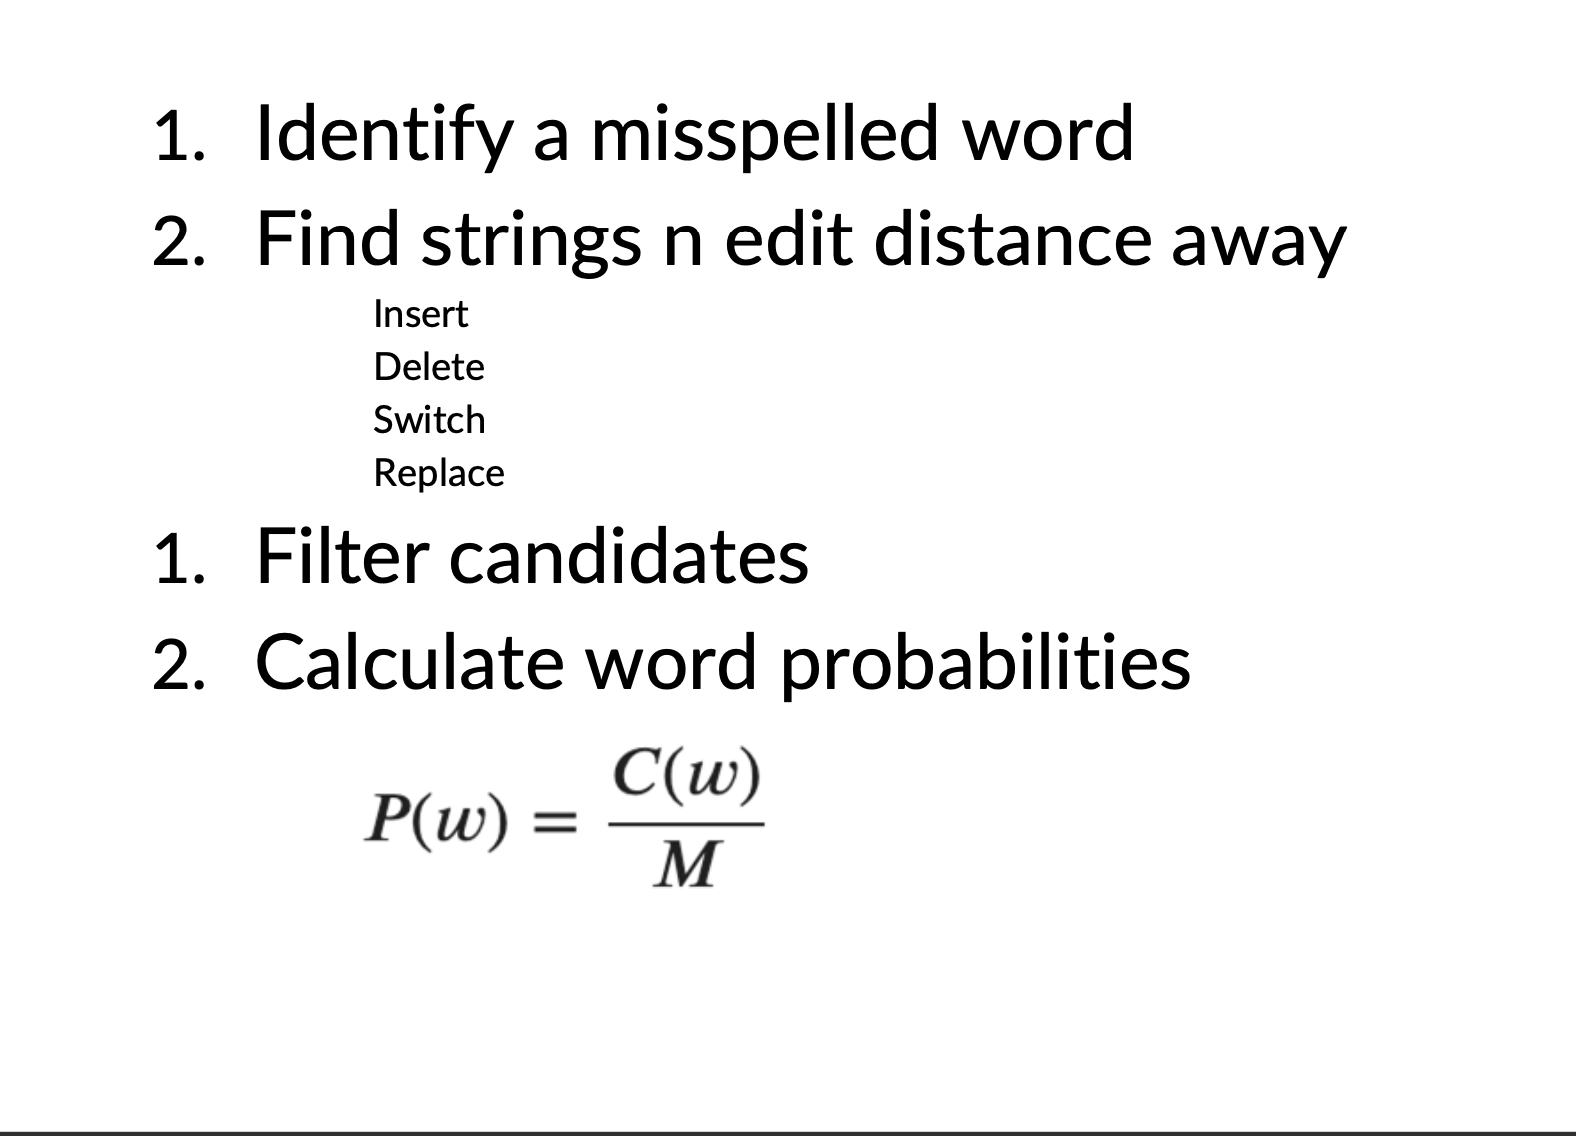 1. Identify a misspelled word
2. Find strings n edit distance away
Insert
Delete
Switch
Replace
1. Filter candidates
2. Calculate word probabilities
P(w) = C(w) / M